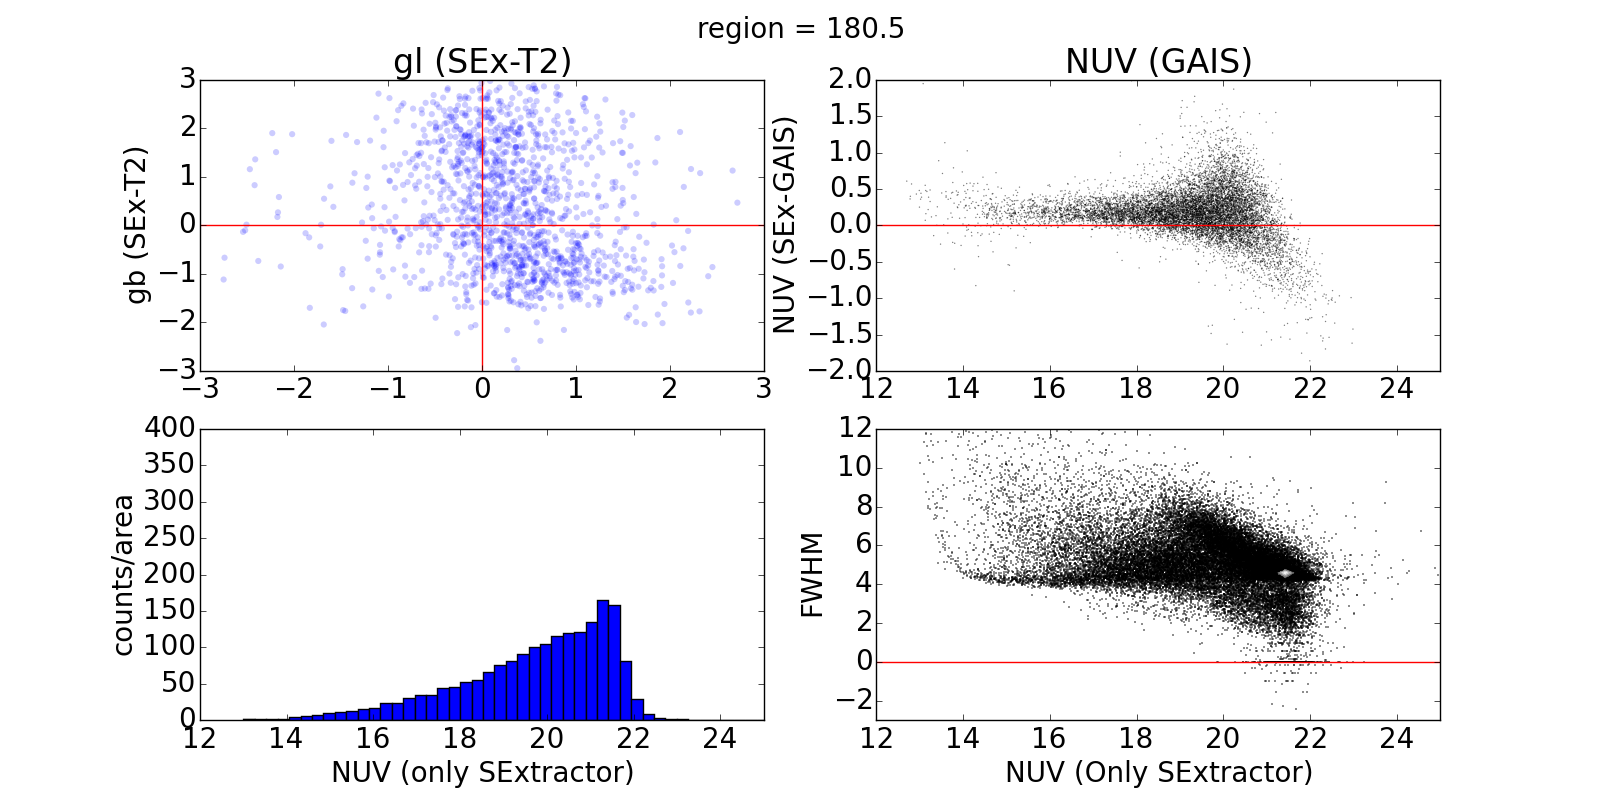 region = 180.5
gl (SEx-T2)
NUV (GAIS)
gb (SEx-T2)
3
2
1
0
−1
−2
−3
−3 −2 −1 0 1 2 3
NUV (SEx-GAIS)
2.0
1.5
1.0
0.5
0.0
−0.5
−1.0
−1.5
−2.0
12 14 16 18 20 22 24
counts/area
400
350
300
250
200
150
100
50
0
12 14 16 18 20 22 24
NUV (only SExtractor)
FWHM
12
10
8
6
4
2
0
−2
12 14 16 18 20 22 24
NUV (Only SExtractor)